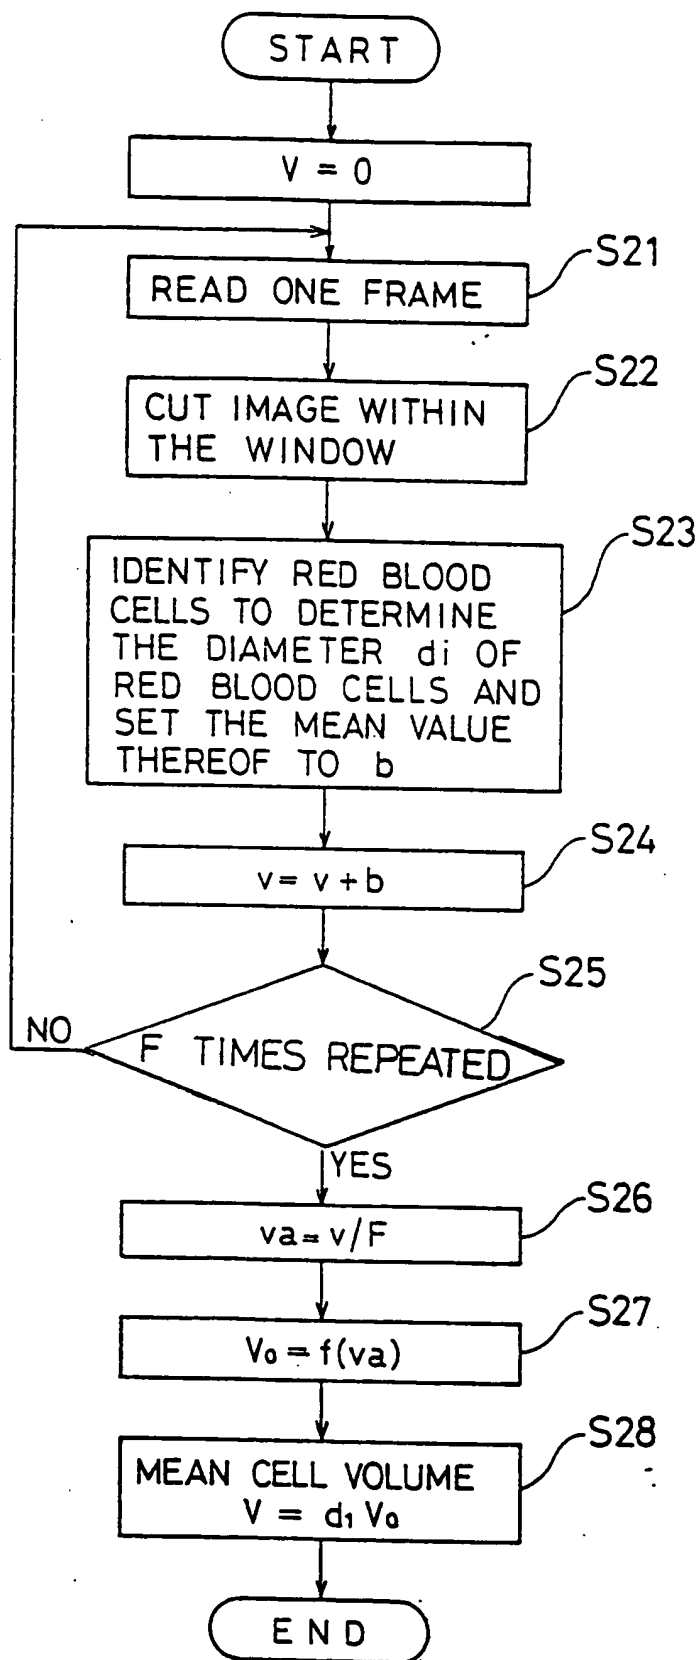 START
V = 0
S21
READ ONE FRAME
S22
CUT IMAGE WITHIN
THE WINDOW
S23
IDENTIFY RED BLOOD
CELLS TO DETERMINE
THE DIAMETER di OF
RED BLOOD CELLS AND
SET THE MEAN VALUE
THEREOF TO b
S24
v = v + b
S25
NO
F TIMES REPEATED
YES
S26
va = v/F
S27
V₀ = f(va)
S28
MEAN CELL VOLUME
V = d₁ V₀
END